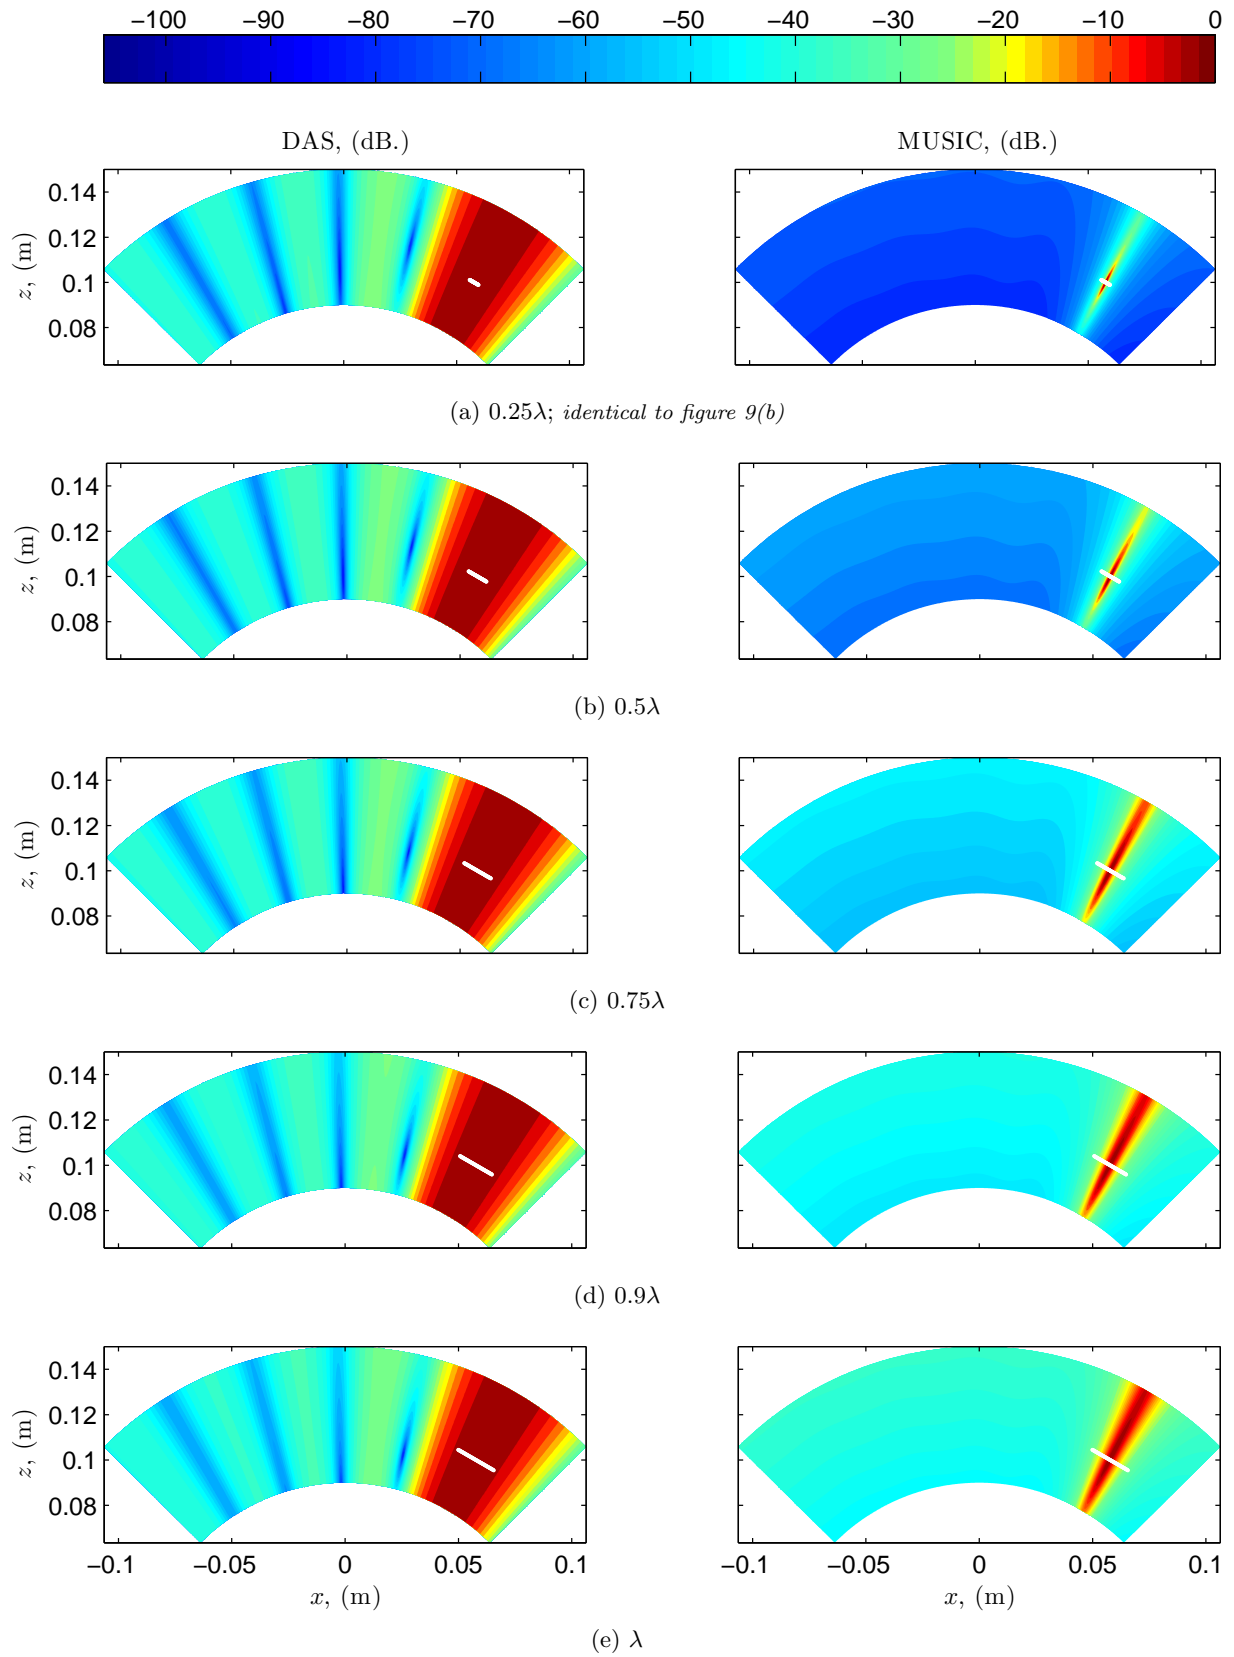 −100 −90 −80 −70 −60 −50 −40 −30 −20 −10 0
DAS, (dB.) MUSIC, (dB.)
0.14
0.12
0.1
0.08
z, (m)
(a) 0.25λ; identical to figure 9(b)
0.14
0.12
0.1
0.08
z, (m)
(b) 0.5λ
0.14
0.12
0.1
0.08
z, (m)
(c) 0.75λ
0.14
0.12
0.1
0.08
z, (m)
(d) 0.9λ
0.14
0.12
0.1
0.08
z, (m)
−0.1 −0.05 0 0.05 0.1 −0.1 −0.05 0 0.05 0.1
x, (m) x, (m)
(e) λ